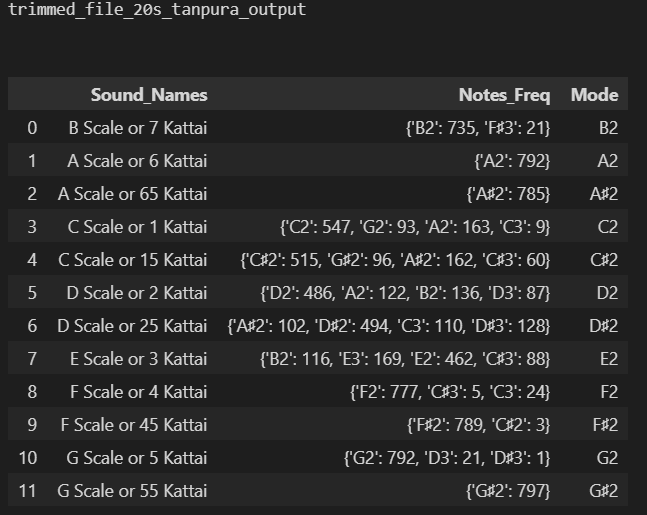 trimmed_file_20s_tanpura_output
Sound_Names Notes_Freq Mode
0 B Scale or 7 Kattai {'B2': 735, 'F♯3': 21} B2
1 A Scale or 6 Kattai {'A2': 792} A2
2 A Scale or 65 Kattai {'A♯2': 785} A♯2
3 C Scale or 1 Kattai {'C2': 547, 'G2': 93, 'A2': 163, 'C3': 9} C2
4 C Scale or 15 Kattai {'C♯2': 515, 'G♯2': 96, 'A♯2': 162, 'C♯3': 60} C♯2
5 D Scale or 2 Kattai {'D2': 486, 'A2': 122, 'B2': 136, 'D3': 87} D2
6 D Scale or 25 Kattai {'A♯2': 102, 'D♯2': 494, 'C3': 110, 'D♯3': 128} D♯2
7 E Scale or 3 Kattai {'B2': 116, 'E3': 169, 'E2': 462, 'C♯3': 88} E2
8 F Scale or 4 Kattai {'F2': 777, 'C♯3': 5, 'C3': 24} F2
9 F Scale or 45 Kattai {'F♯2': 789, 'C♯2': 3} F♯2
10 G Scale or 5 Kattai {'G2': 792, 'D3': 21, 'D♯3': 1} G2
11 G Scale or 55 Kattai {'G♯2': 797} G♯2